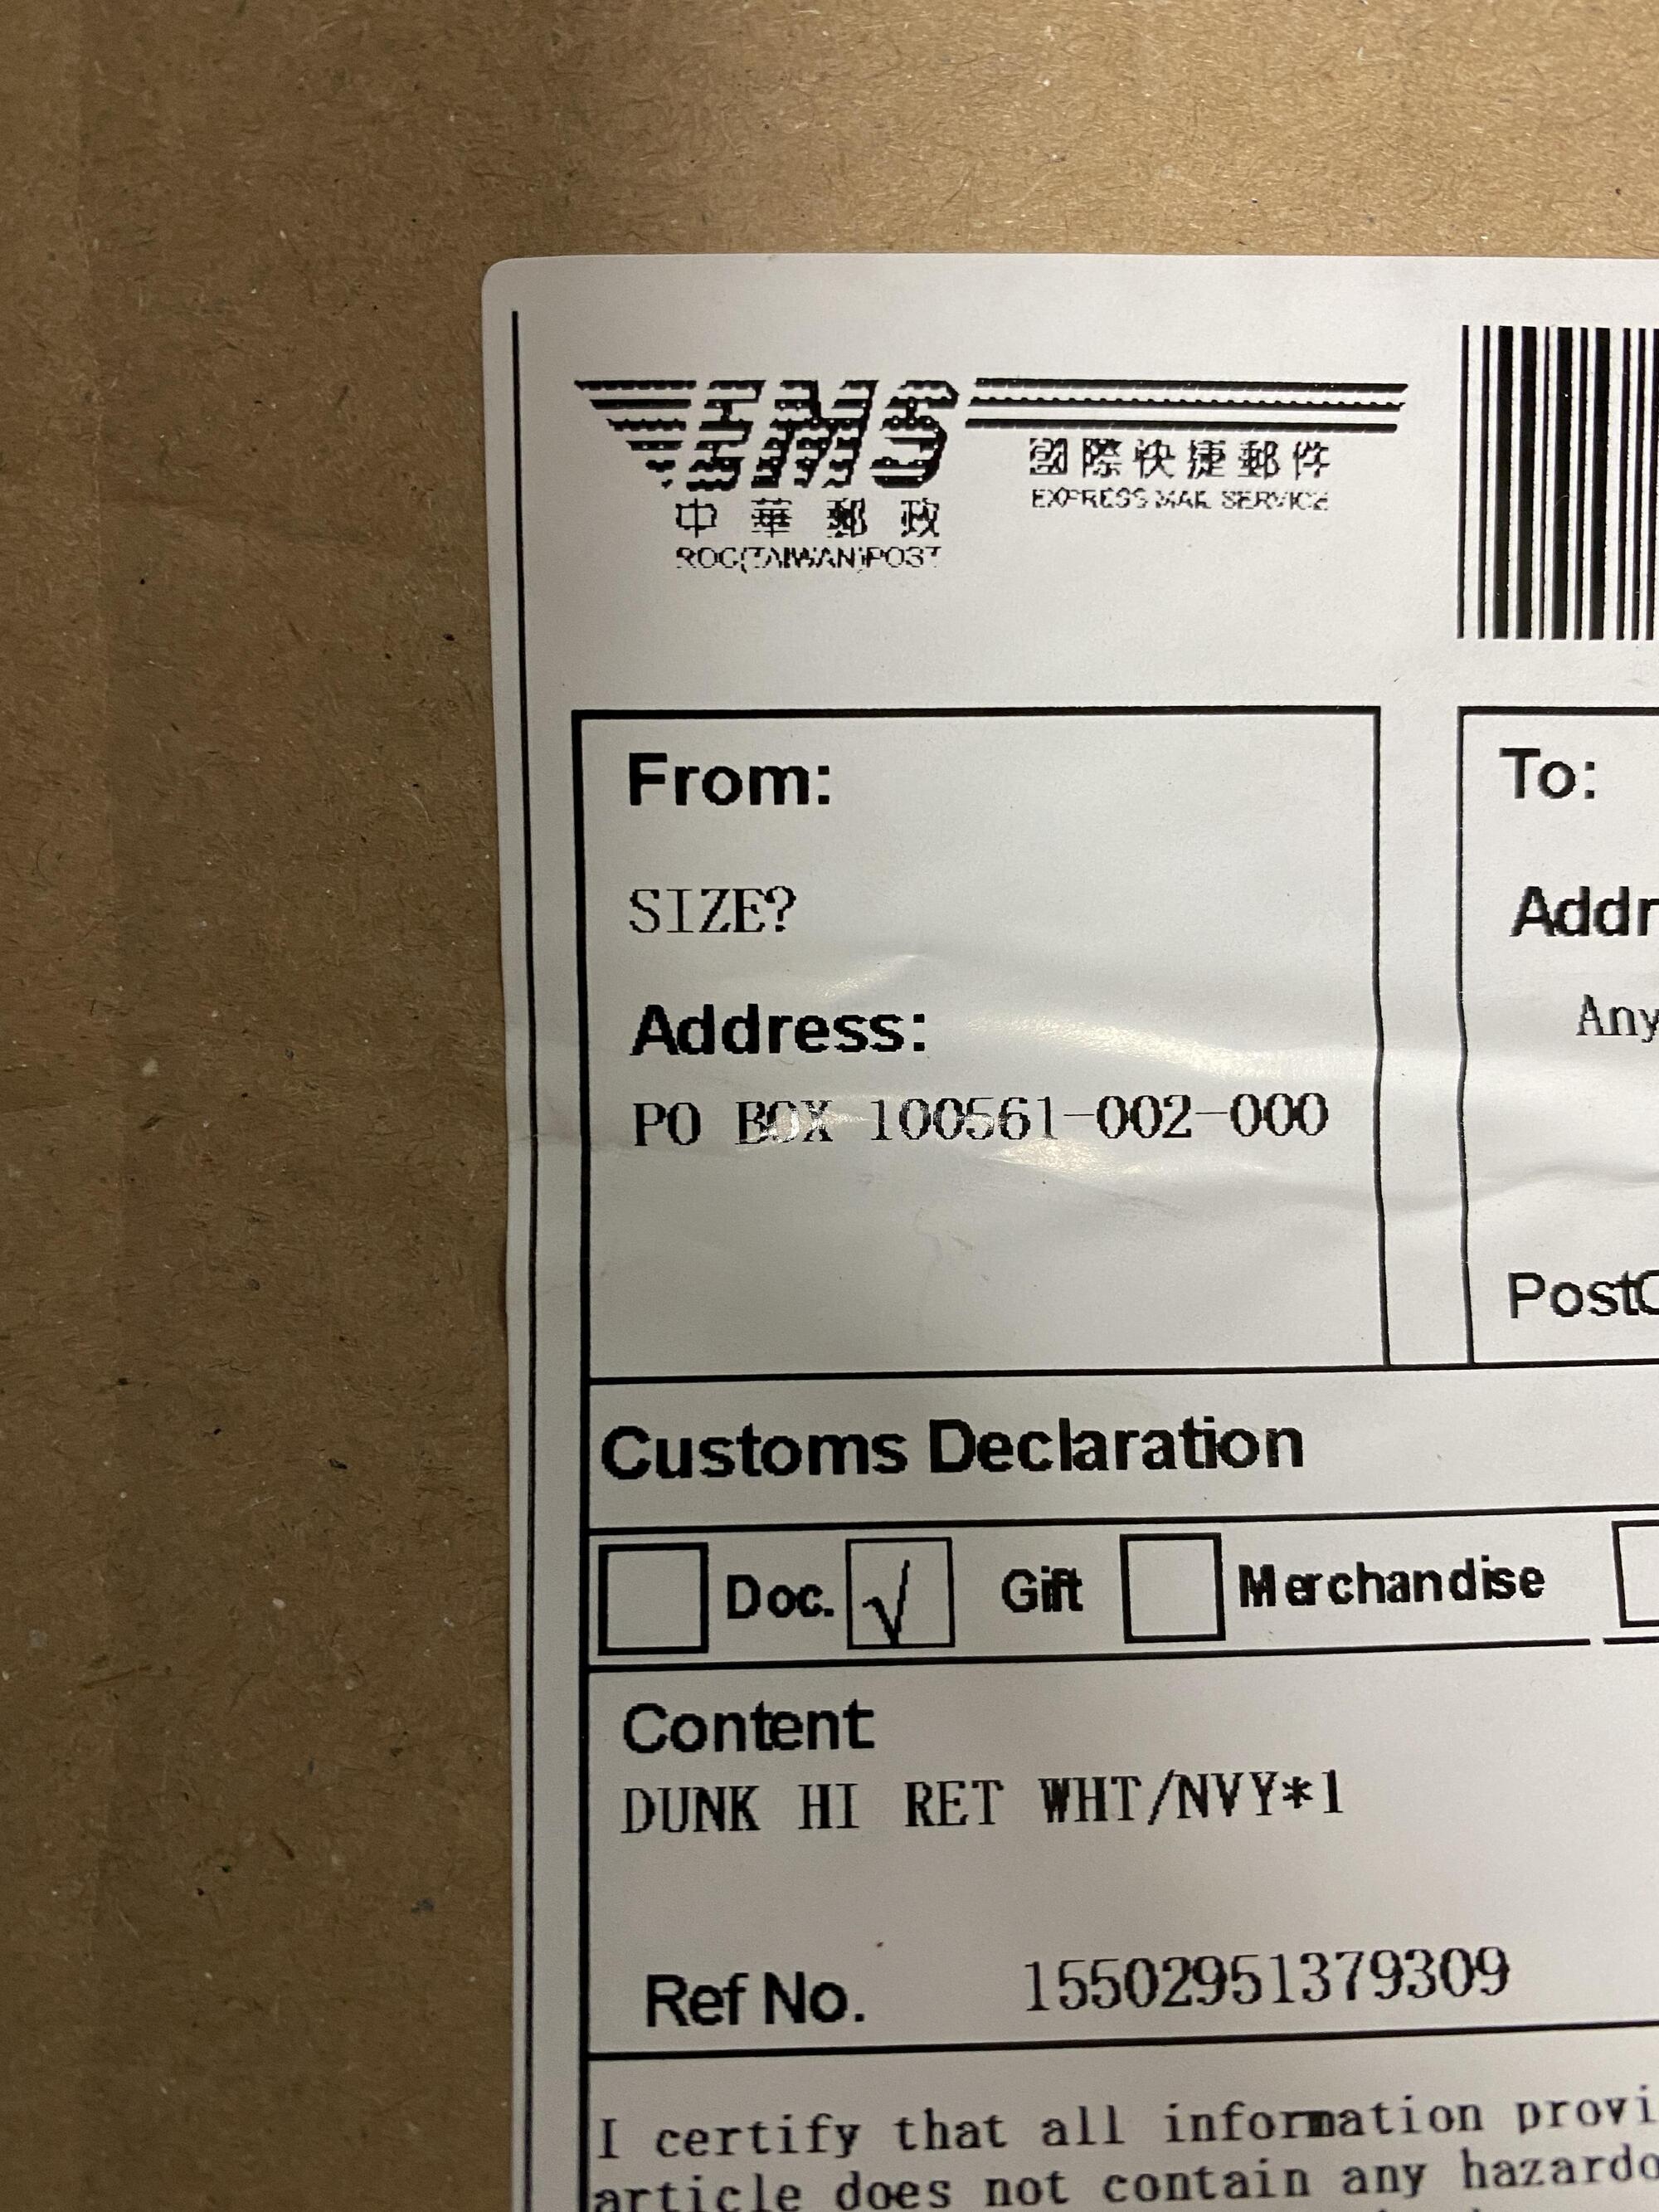 EMS
國際快捷郵件
EXPRESS MAIL SERVICE
中華郵政
ROC(TAIWAN)POST
From:
SIZE?
Address:
PO BOX 100561-002-000
To:
Addr
Any
PostC
Customs Declaration
Doc. √ Gift Merchandise
Content
DUNK HI RET WHT/NVY*1
Ref No. 15502951379309
I certify that all information provi
article does not contain any hazardo